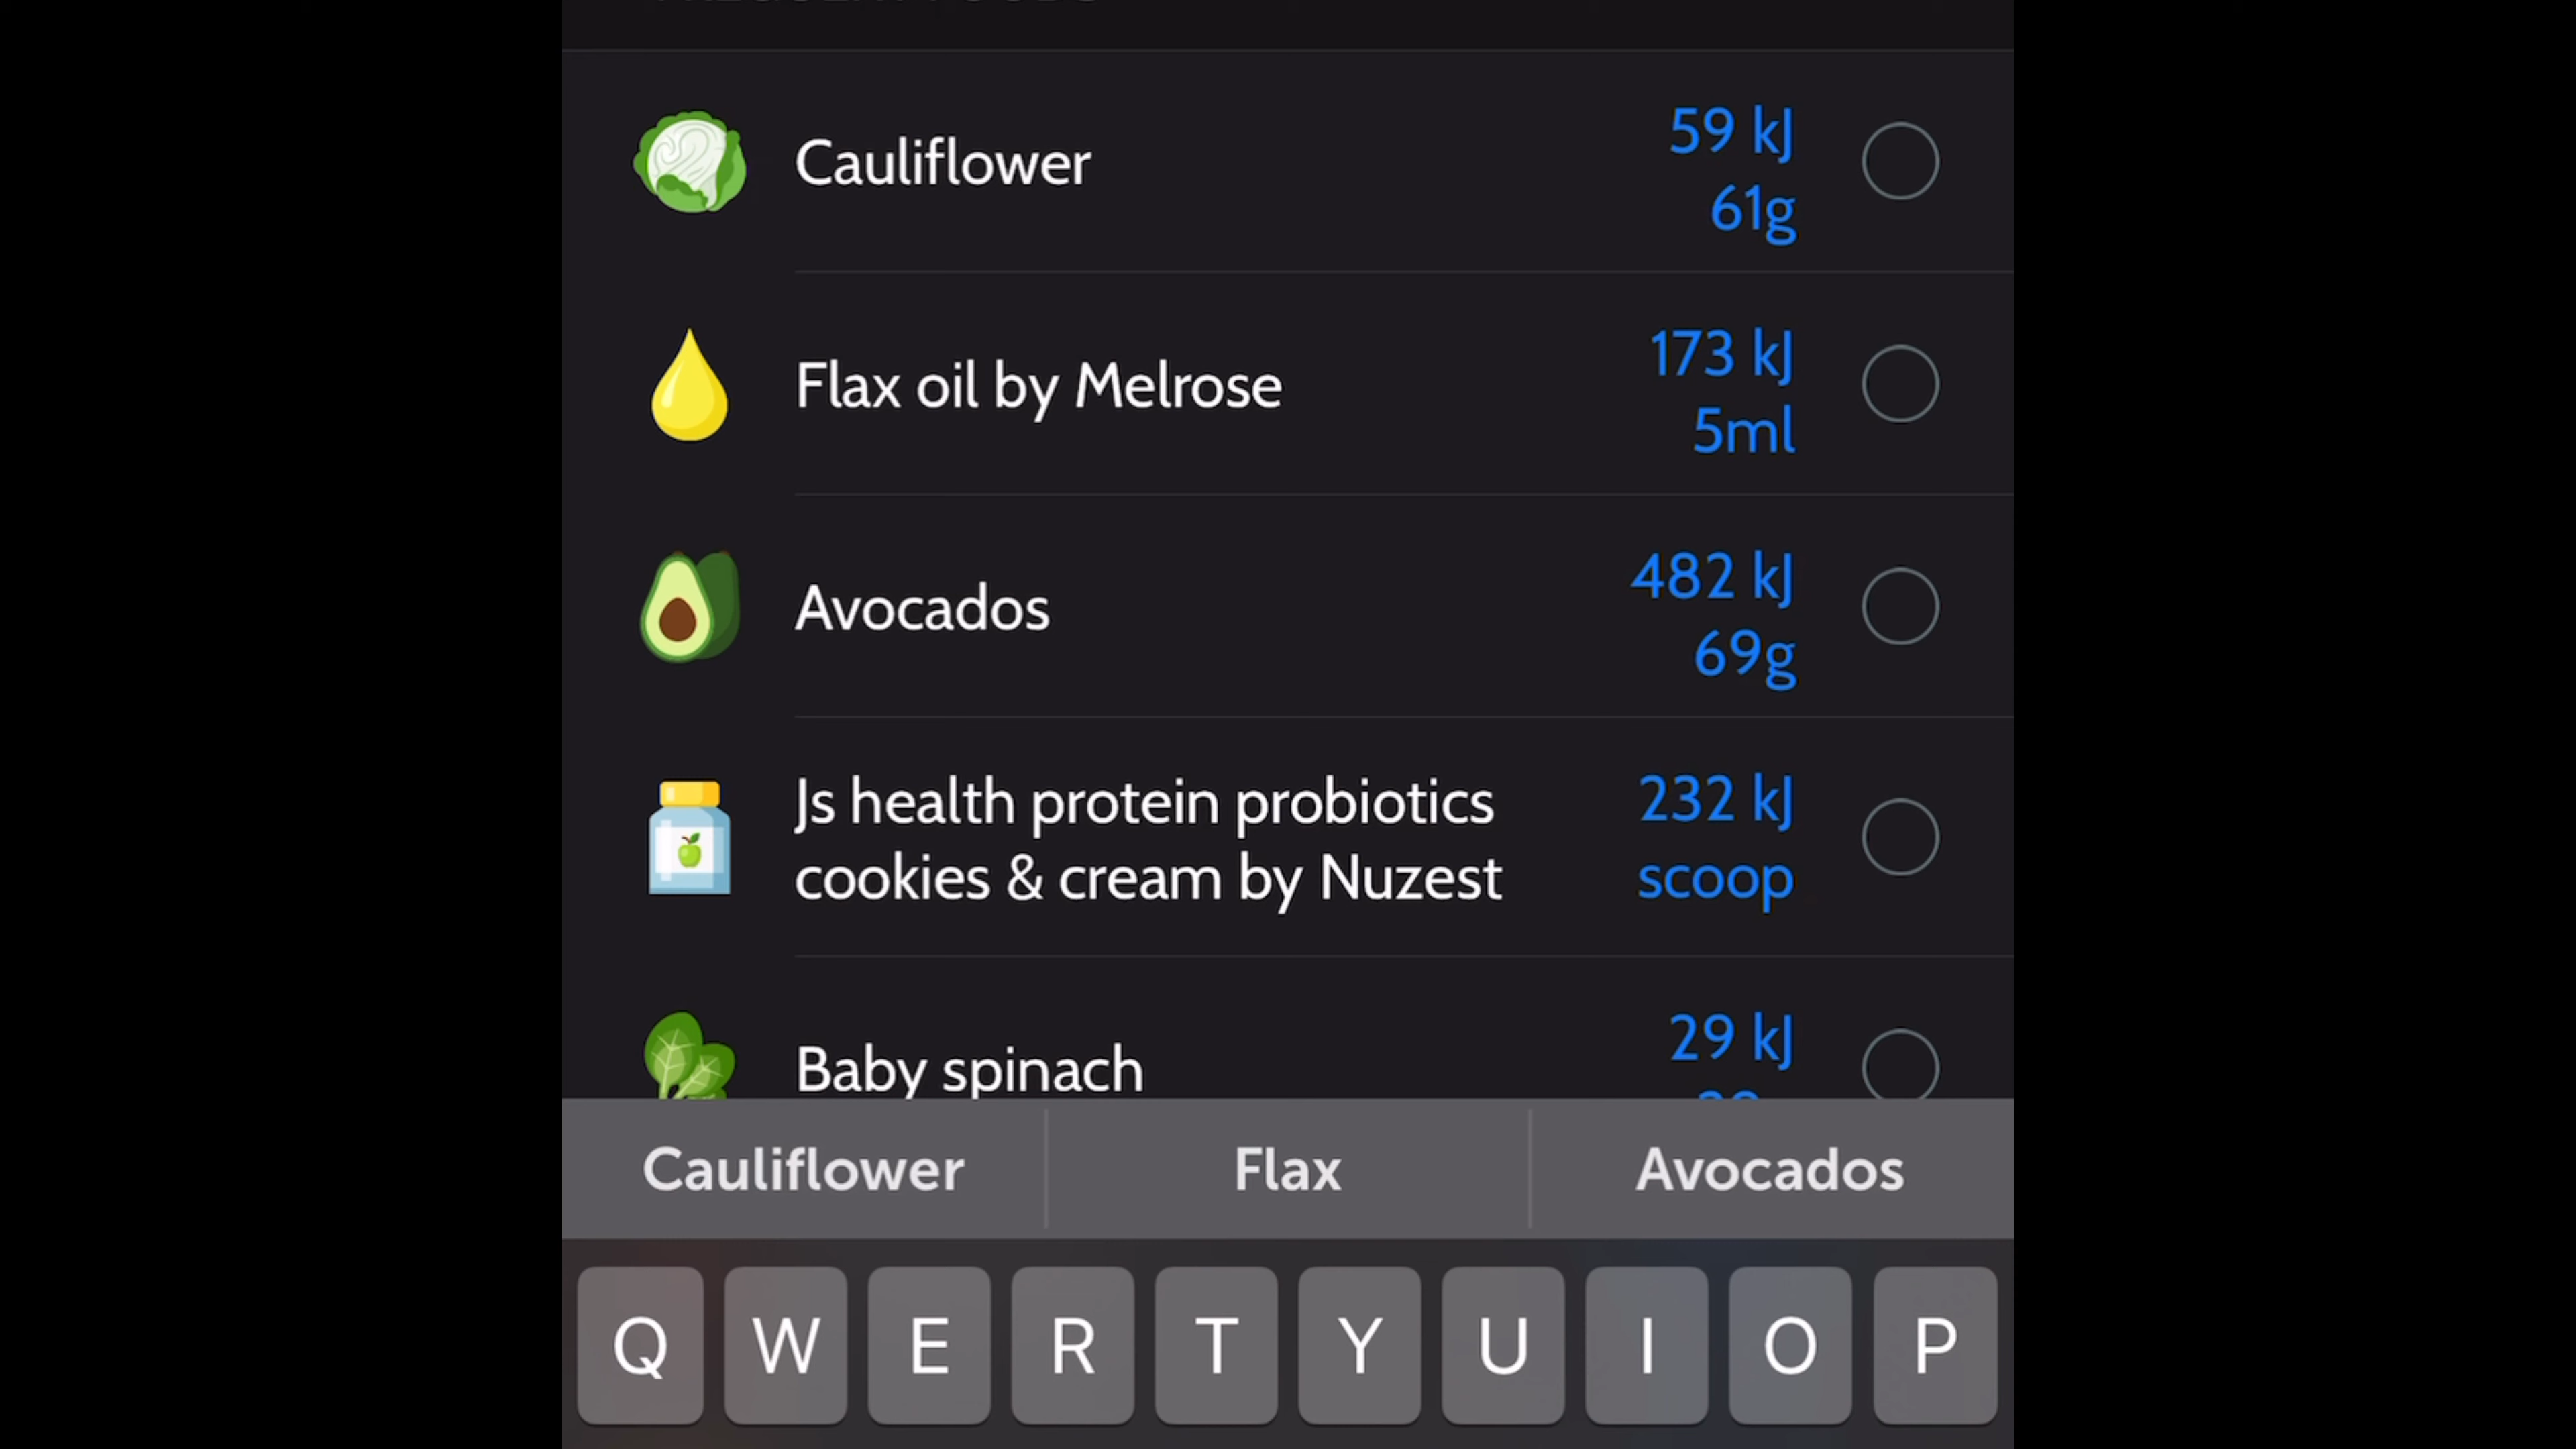 Cauliflower
59 kJ
61g
Flax oil by Melrose
173 kJ
5ml
Avocados
482 kJ
69g
Js health protein probiotics
cookies & cream by Nuzest
232 kJ
scoop
Baby spinach
29 kJ
Cauliflower Flax Avocados
Q W E R T Y U I O P